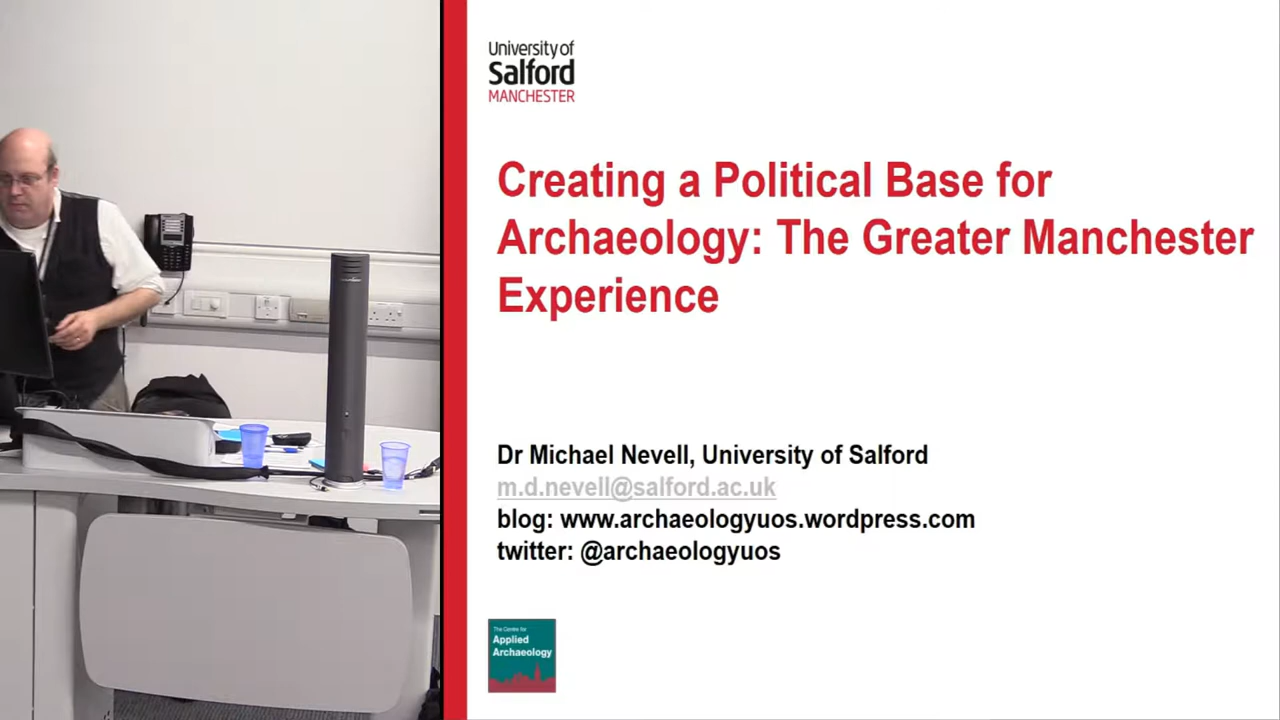 University of
Salford
MANCHESTER
Creating a Political Base for
Archaeology: The Greater Manchester
Experience
Dr Michael Nevell, University of Salford
m.d.nevell@salford.ac.uk
blog: www.archaeologyuos.wordpress.com
twitter: @archaeologyuos
The Centre for
Applied
Archaeology